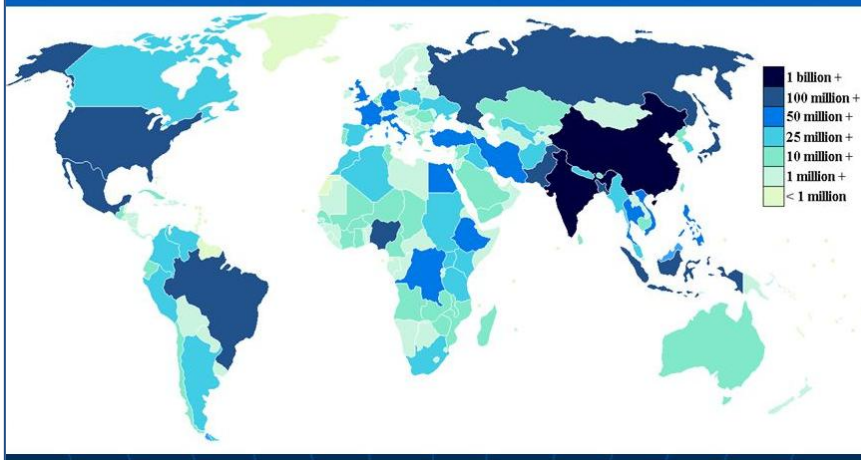 1 billion +
100 million +
50 million +
25 million +
10 million +
1 million +
< 1 million